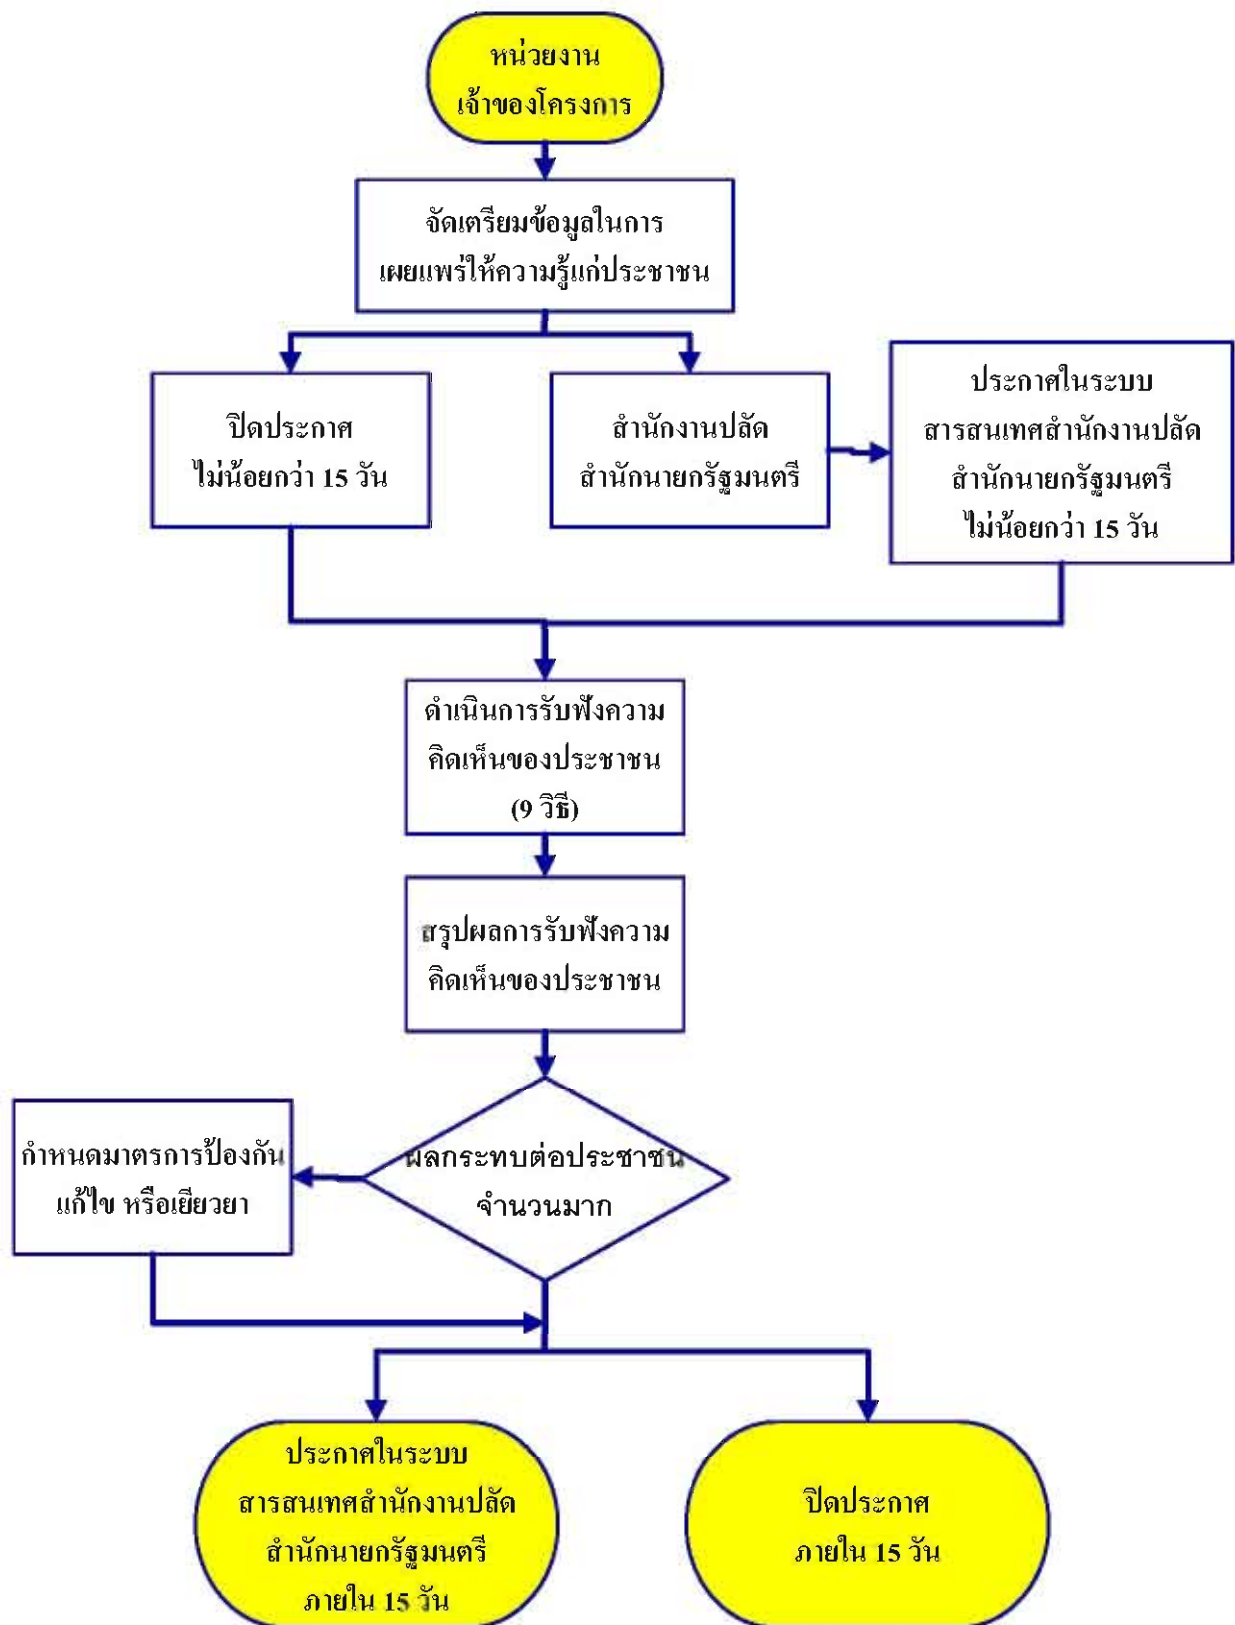 หน่วยงาน
เจ้าของโครงการ
จัดเตรียมข้อมูลในการ
เผยแพร่ให้ความรู้แก่ประชาชน
ปิดประกาศ
ไม่น้อยกว่า 15 วัน
สำนักงานปลัด
สำนักนายกรัฐมนตรี
ประกาศในระบบ
สารสนเทศสำนักงานปลัด
สำนักนายกรัฐมนตรี
ไม่น้อยกว่า 15 วัน
ดำเนินการรับฟังความ
คิดเห็นของประชาชน
(9 วิธี)
สรุปผลการรับฟังความ
คิดเห็นของประชาชน
ผลกระทบต่อประชาชน
จำนวนมาก
กำหนดมาตรการป้องกัน
แก้ไข หรือเยียวยา
ประกาศในระบบ
สารสนเทศสำนักงานปลัด
สำนักนายกรัฐมนตรี
ภายใน 15 วัน
ปิดประกาศ
ภายใน 15 วัน